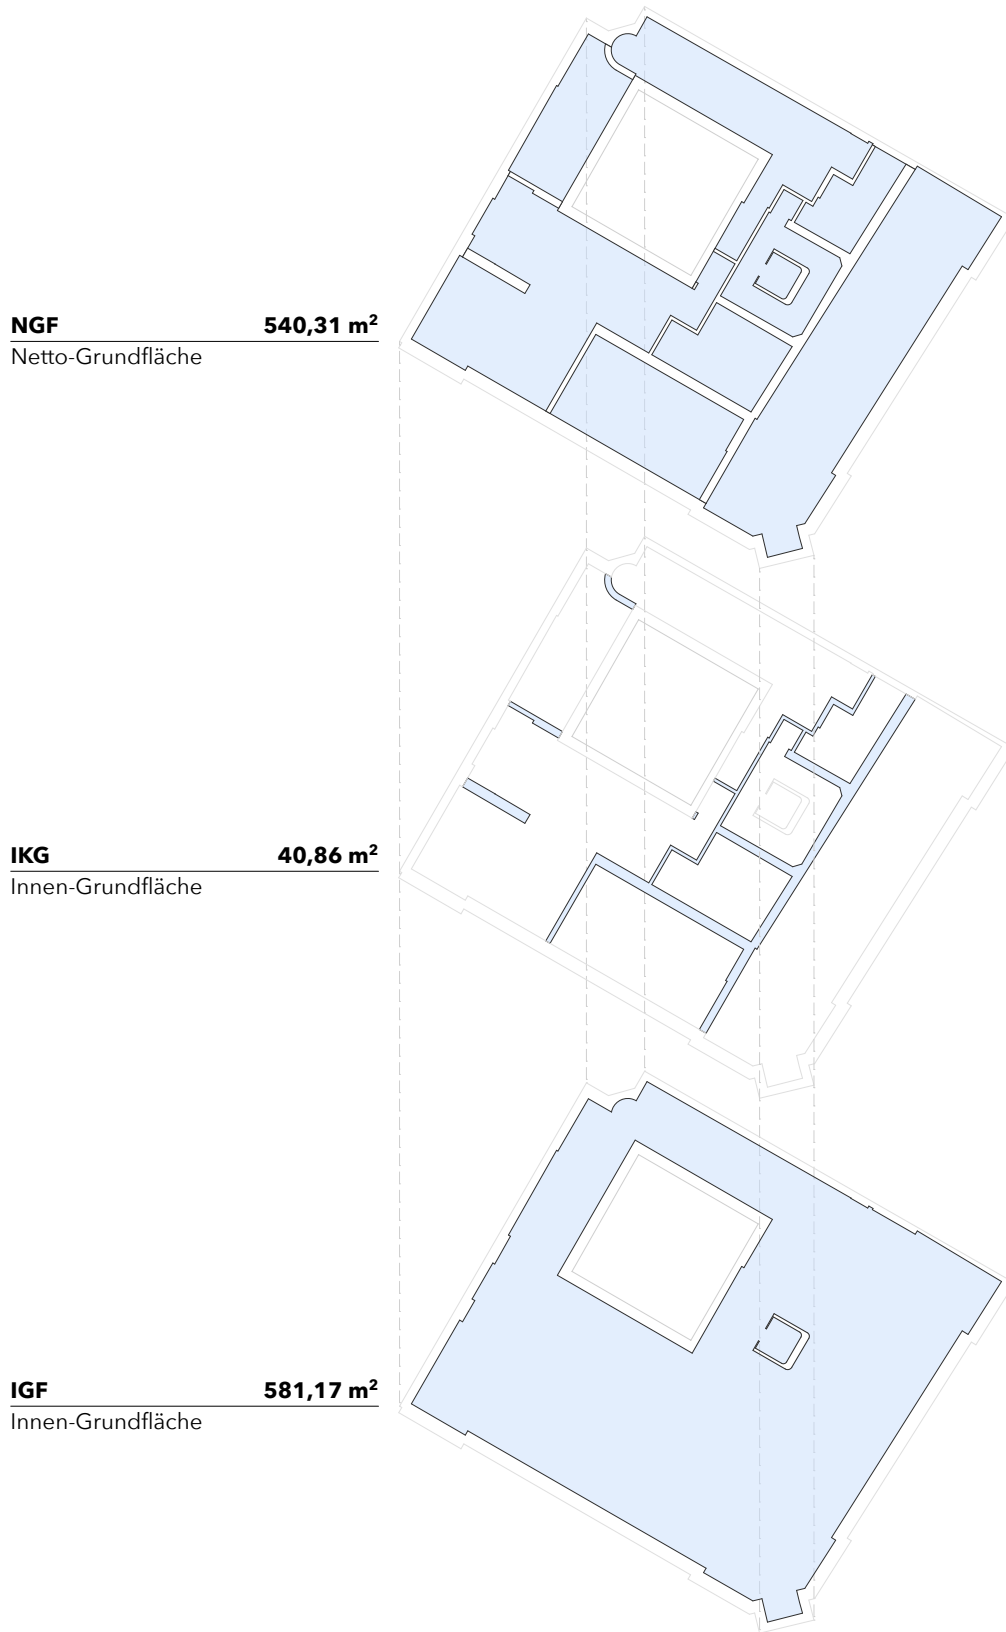 NGF 540,31 m²
Netto-Grundfläche
IKG 40,86 m²
Innen-Grundfläche
IGF 581,17 m²
Innen-Grundfläche